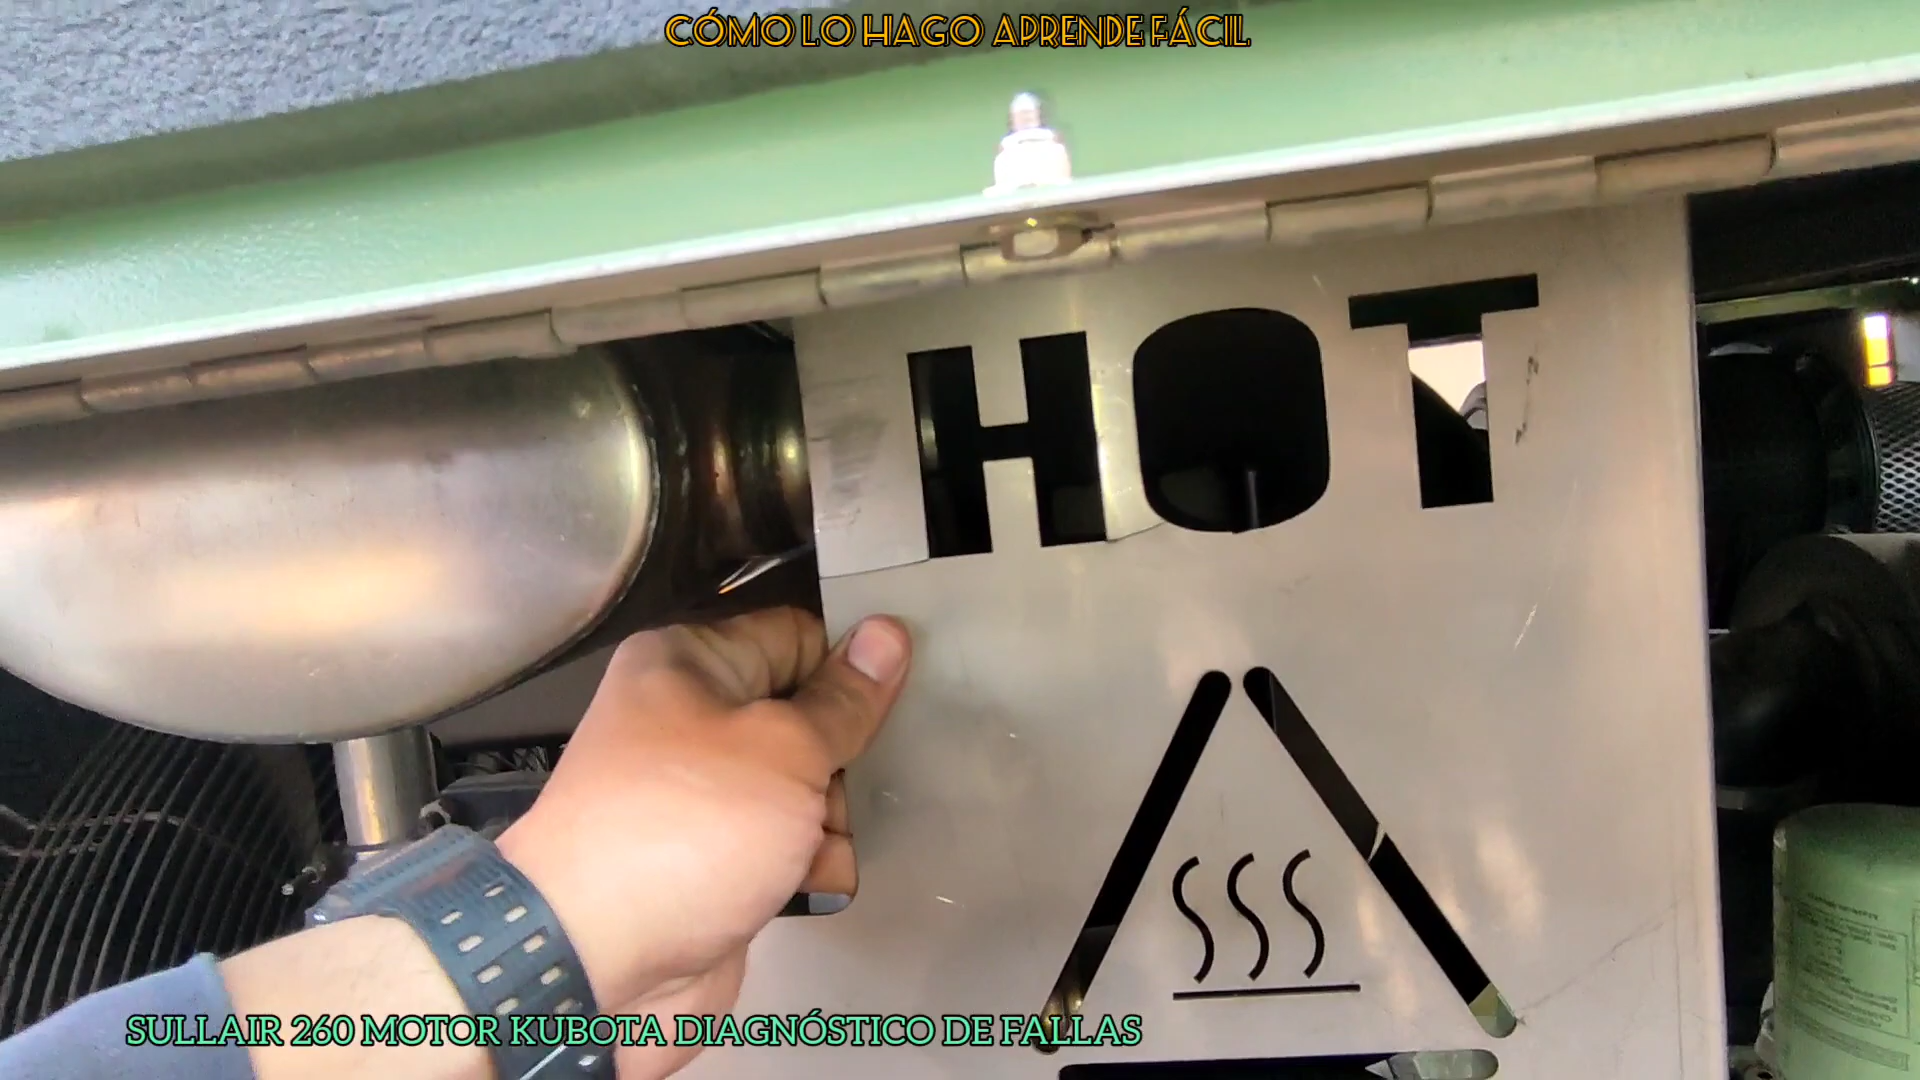 CÓMO LO HAGO APRENDE FÁCIL
HOT
SULLAIR 260 MOTOR KUBOTA DIAGNÓSTICO DE FALLAS